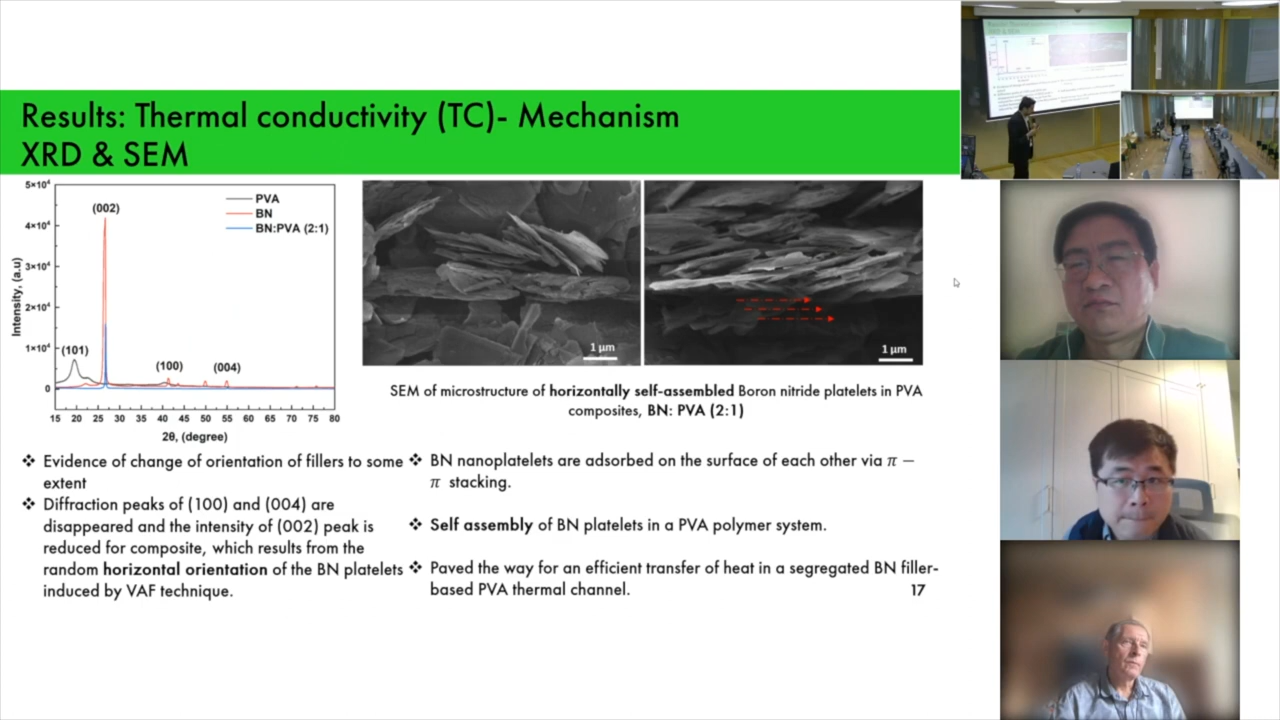 Results: Thermal conductivity (TC)- Mechanism
XRD & SEM
5×10⁴
4×10⁴
3×10⁴
2×10⁴
1×10⁴
0
Intensity, (a.u)
PVA
BN
BN:PVA (2:1)
(002)
(101)
(100)
(004)
15 20 25 30 35 40 45 50 55 60 65 70 75 80
2θ, (degree)
1 μm
1 μm
SEM of microstructure of horizontally self-assembled Boron nitride platelets in PVA
composites, BN: PVA (2:1)
❖ Evidence of change of orientation of fillers to some
extent
❖ Diffraction peaks of (100) and (004) are
disappeared and the intensity of (002) peak is
reduced for composite, which results from the
random horizontal orientation of the BN platelets
induced by VAF technique.
❖ BN nanoplatelets are adsorbed on the surface of each other via π −
π stacking.
❖ Self assembly of BN platelets in a PVA polymer system.
❖ Paved the way for an efficient transfer of heat in a segregated BN filler-
based PVA thermal channel.
17